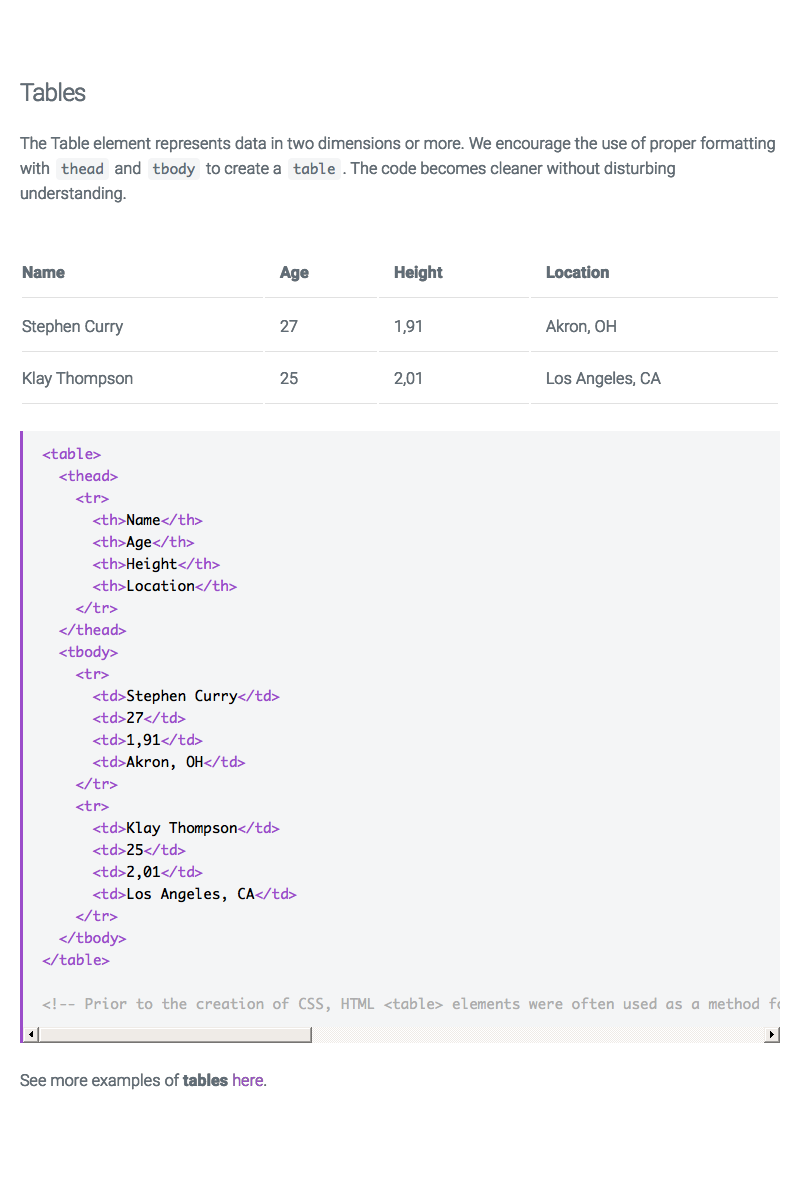 Tables
The Table element represents data in two dimensions or more. We encourage the use of proper formatting
with thead and tbody to create a table. The code becomes cleaner without disturbing
understanding.
Name Age Height Location
Stephen Curry 27 1,91 Akron, OH
Klay Thompson 25 2,01 Los Angeles, CA
<table>
  <thead>
    <tr>
      <th>Name</th>
      <th>Age</th>
      <th>Height</th>
      <th>Location</th>
    </tr>
  </thead>
  <tbody>
    <tr>
      <td>Stephen Curry</td>
      <td>27</td>
      <td>1,91</td>
      <td>Akron, OH</td>
    </tr>
    <tr>
      <td>Klay Thompson</td>
      <td>25</td>
      <td>2,01</td>
      <td>Los Angeles, CA</td>
    </tr>
  </tbody>
</table>
<!-- Prior to the creation of CSS, HTML <table> elements were often used as a method
See more examples of tables here.